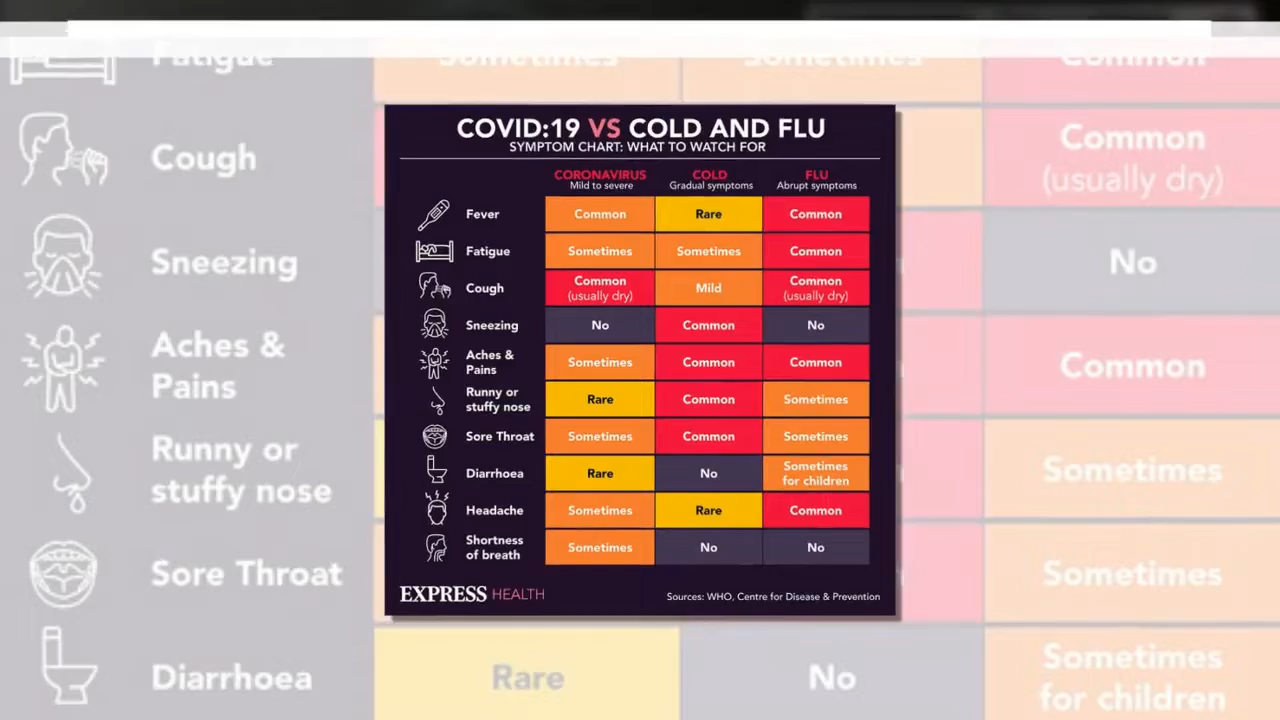 COVID:19 VS COLD AND FLU
SYMPTOM CHART: WHAT TO WATCH FOR
CORONAVIRUS COLD FLU
Mild to severe Gradual symptoms Abrupt symptoms
Fever Common Rare Common
Fatigue Sometimes Sometimes Common
Cough Common (usually dry) Mild Common (usually dry)
Sneezing No Common No
Aches & Pains Sometimes Common Common
Runny or stuffy nose Rare Common Sometimes
Sore Throat Sometimes Common Sometimes
Diarrhoea Rare No Sometimes for children
Headache Sometimes Rare Common
Shortness of breath Sometimes No No
EXPRESS HEALTH
Sources: WHO, Centre for Disease & Prevention
Fatigue Sometimes Sometimes Common
Cough Common
(usually dry)
Sneezing No
Aches &
Pains Common
Runny or
stuffy nose Sometimes
Sore Throat Sometimes
Diarrhoea Rare No Sometimes
for children